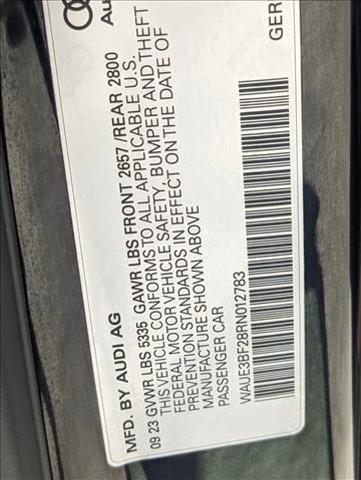 Au
GER
MFD. BY AUDI AG
09 23 GVWR LBS 5335 GAWR LBS FRONT 2657 /REAR 2800
THIS VEHICLE CONFORMS TO ALL APPLICABLE U.S.
FEDERAL MOTOR VEHICLE SAFETY, BUMPER AND THEFT
PREVENTION STANDARDS IN EFFECT ON THE DATE OF
MANUFACTURE SHOWN ABOVE
PASSENGER CAR
WAUE3BF28RN012783